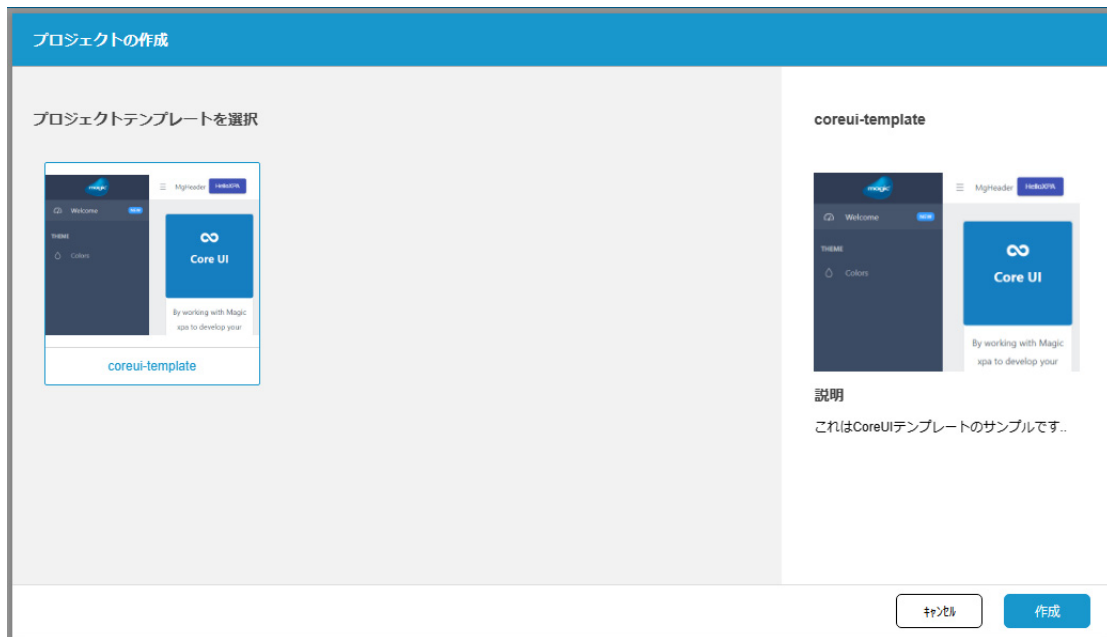 プロジェクトの作成
プロジェクトテンプレートを選択
magic
MgHeader
HelloXPA
Welcome
NEW
THEME
Colors
Core UI
By working with Magic
xpa to develop your
coreui-template
coreui-template
magic
MgHeader
HelloXPA
Welcome
NEW
THEME
Colors
Core UI
By working with Magic
xpa to develop your
説明
これはCoreUIテンプレートのサンプルです..
ｷｬﾝｾﾙ
作成